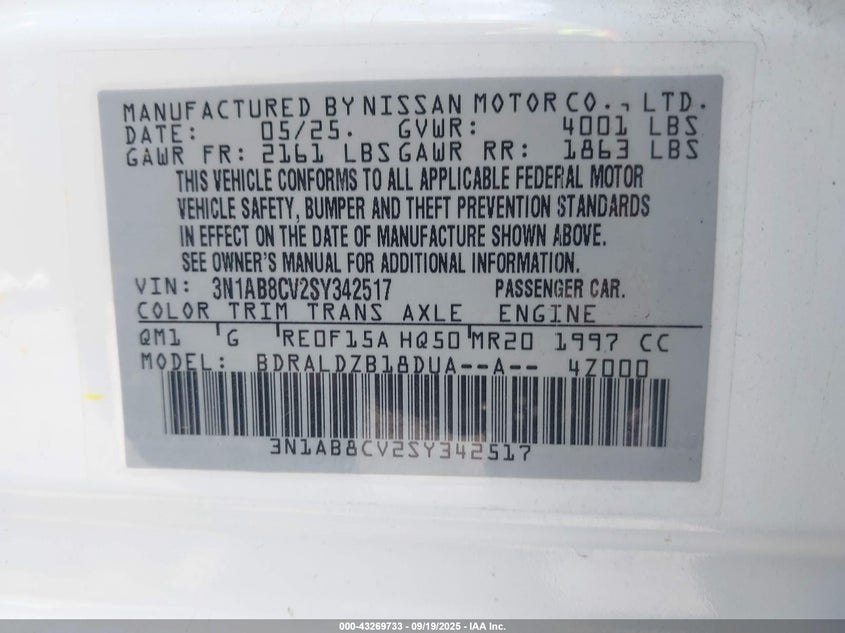 MANUFACTURED BY NISSAN MOTOR CO., LTD.
DATE: 05/25. GVWR: 4001 LBS
GAWR FR: 2161 LBS GAWR RR: 1863 LBS
THIS VEHICLE CONFORMS TO ALL APPLICABLE FEDERAL MOTOR
VEHICLE SAFETY, BUMPER AND THEFT PREVENTION STANDARDS
IN EFFECT ON THE DATE OF MANUFACTURE SHOWN ABOVE.
SEE OWNER'S MANUAL FOR ADDITIONAL INFORMATION.
VIN: 3N1AB8CV2SY342517 PASSENGER CAR.
COLOR TRIM TRANS AXLE ENGINE
QM1 G RE0F15A HQ50 MR20 1997 CC
MODEL: BDRALDZB18DUA--A-- 4Z000
3N1AB8CV2SY342517
000-43269733 - 09/19/2025 - IAA Inc.